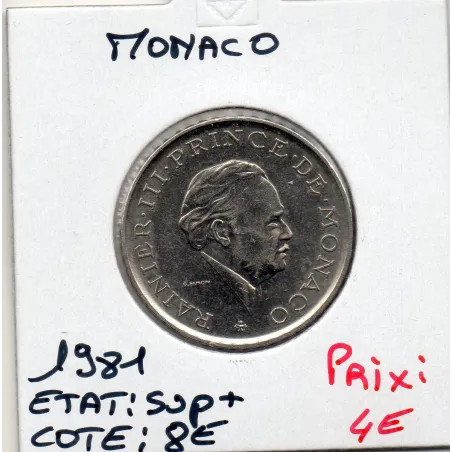 MONACO
RAINIER·III·PRINCE·DE·MONACO
1981
ETAT: SUP+
COTE: 8E
Prix:
4E